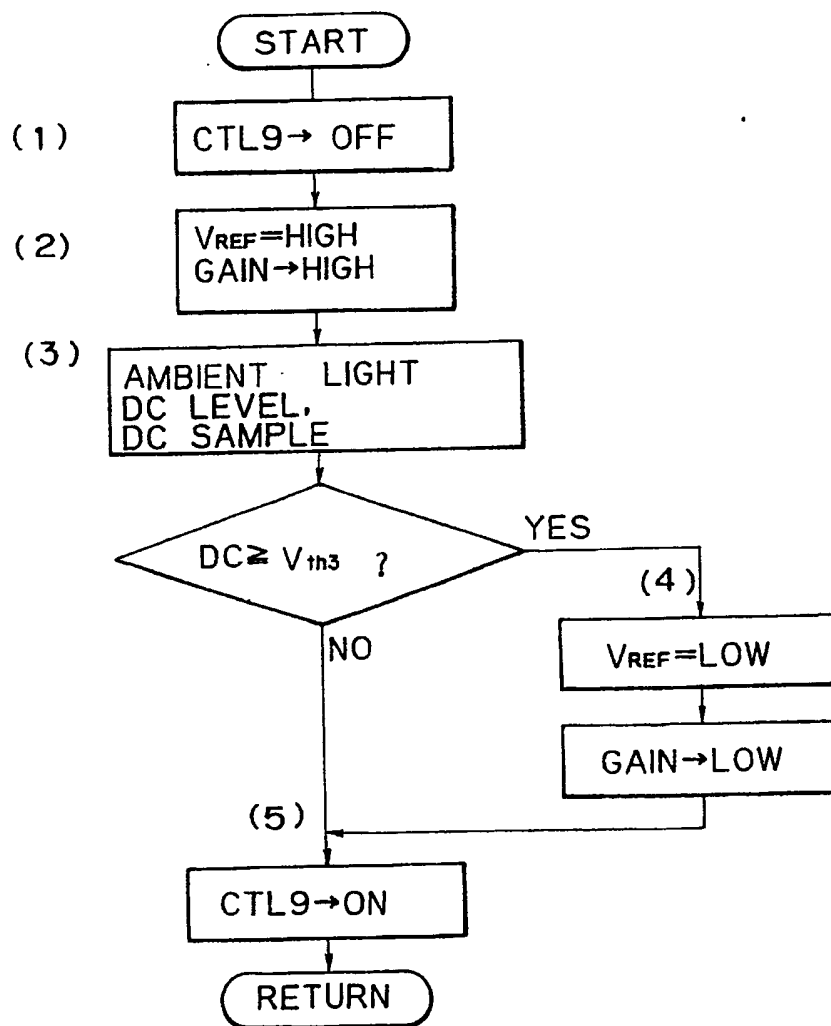 START
(1)
CTL9→ OFF
(2)
VREF=HIGH
GAIN→HIGH
(3)
AMBIENT LIGHT
DC LEVEL,
DC SAMPLE
DC≧ Vth3 ?
YES
NO
(4)
VREF=LOW
GAIN→LOW
(5)
CTL9→ON
RETURN